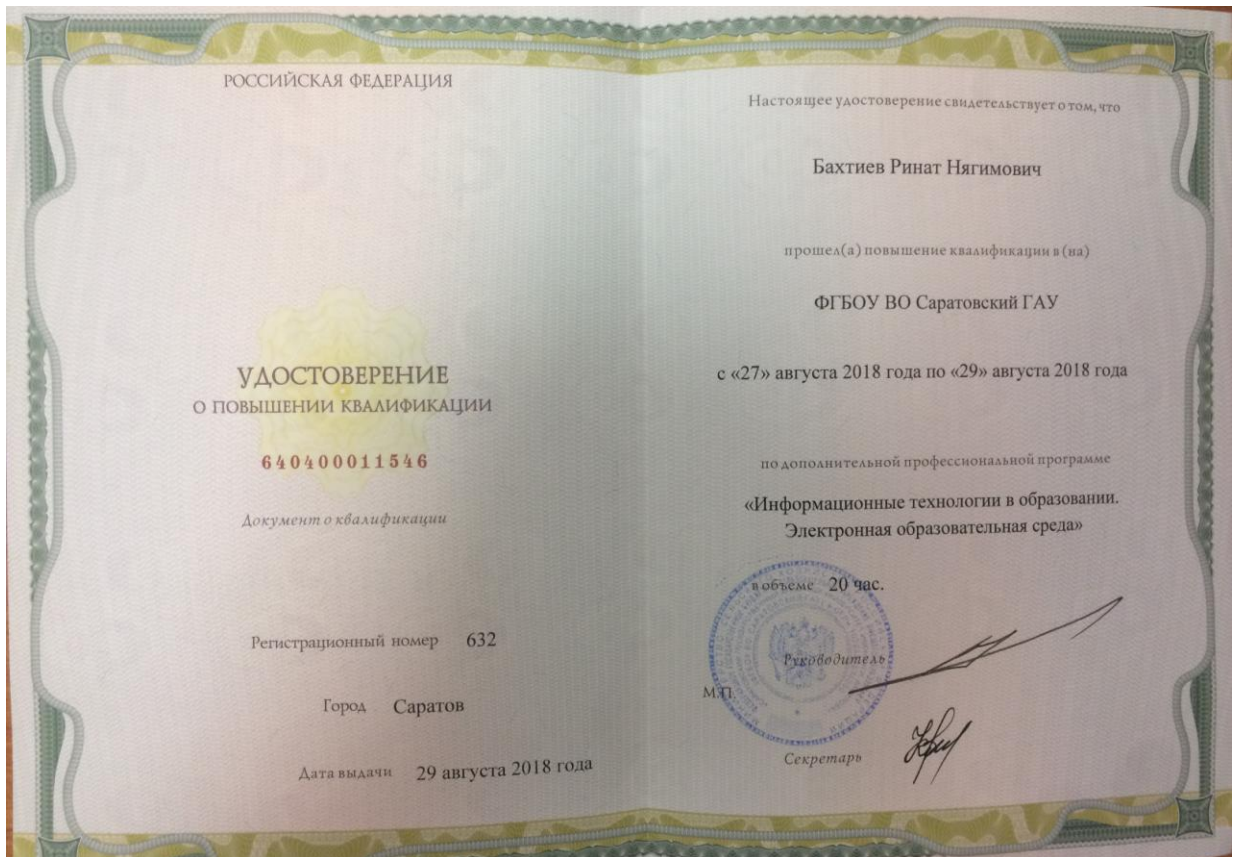 РОССИЙСКАЯ ФЕДЕРАЦИЯ
УДОСТОВЕРЕНИЕ
О ПОВЫШЕНИИ КВАЛИФИКАЦИИ
640400011546
Документ о квалификации
Регистрационный номер 632
Город Саратов
Дата выдачи 29 августа 2018 года
Настоящее удостоверение свидетельствует о том, что
Бахтиев Ринат Нягимович
прошел(а) повышение квалификации в (на)
ФГБОУ ВО Саратовский ГАУ
с «27» августа 2018 года по «29» августа 2018 года
по дополнительной профессиональной программе
«Информационные технологии в образовании.
Электронная образовательная среда»
в объеме 20 час.
Руководитель
М.П.
Секретарь